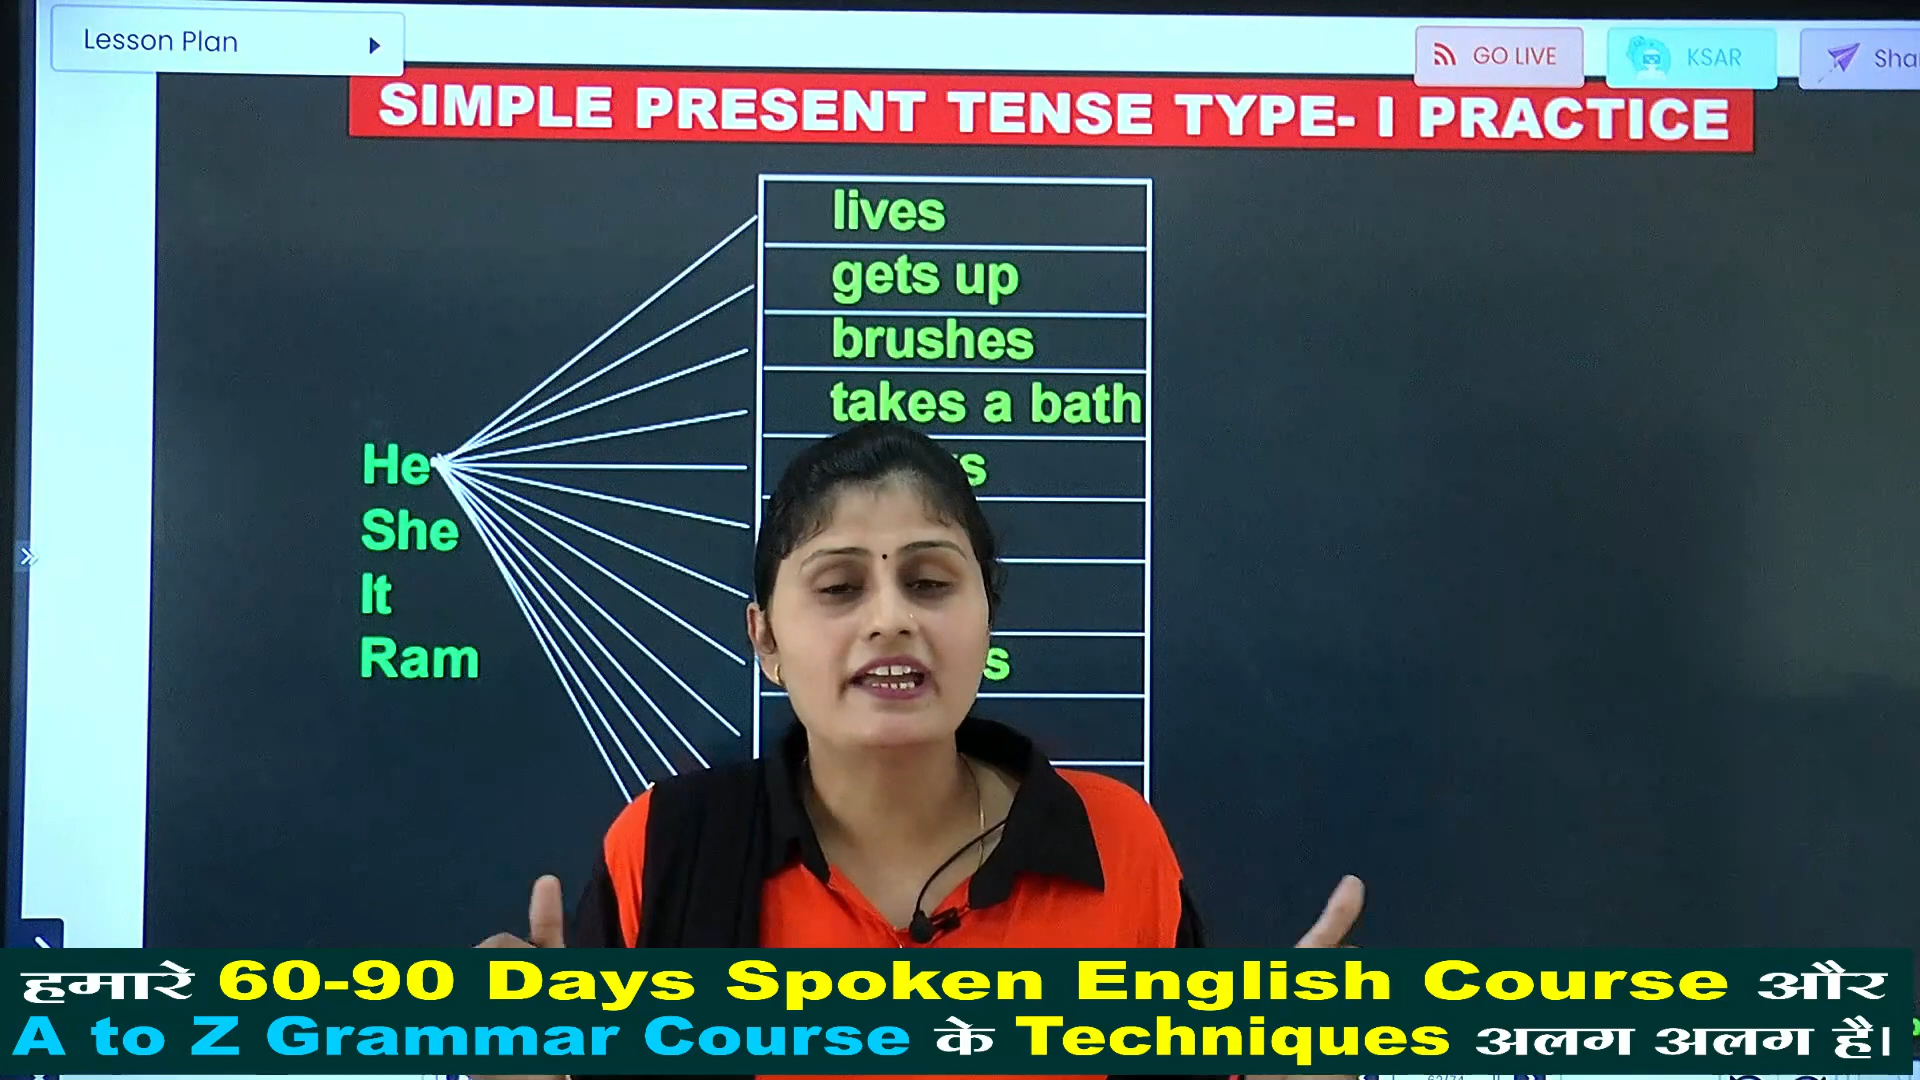 Lesson Plan
GO LIVE
KSAR
SIMPLE PRESENT TENSE TYPE- I PRACTICE
lives
gets up
brushes
takes a bath
He
She
It
Ram
हमारे 60-90 Days Spoken English Course और
A to Z Grammar Course के Techniques अलग अलग है।